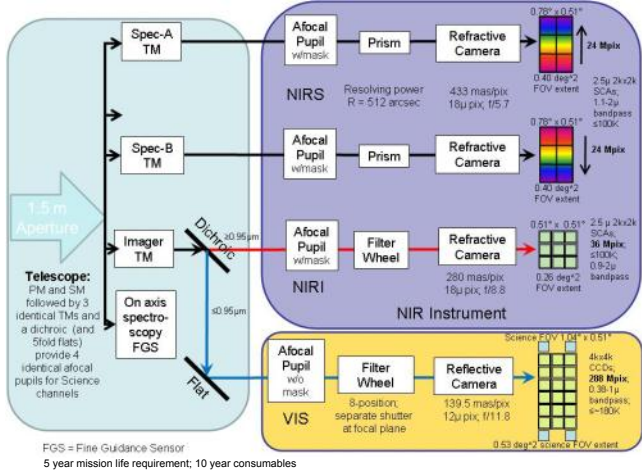 Spec-A
TM
Afocal
Pupil
w/mask
Prism
Refractive
Camera
0.78° x 0.51°
24 Mpix
0.40 deg^2
FOV extent
NIRS
Resolving power
R = 512 arcsec
433 mas/pix
18µ pix; f/5.7
2.5µ 2kx2k
SCAs;
1.1-2µ
bandpass
≤100K
Spec-B
TM
Afocal
Pupil
w/mask
Prism
Refractive
Camera
0.78° x 0.51°
24 Mpix
0.40 deg^2
FOV extent
1.5 m
Aperture
Imager
TM
Dichroic
≥0.95µm
≤0.95µm
Afocal
Pupil
w/mask
Filter
Wheel
Refractive
Camera
0.51° x 0.51°
0.26 deg^2
FOV extent
2.5 µ 2kx2k
SCAs;
36 Mpix;
≤100K;
0.9-2µ
bandpass
NIRI
280 mas/pix
18µ pix; f/8.8
NIR Instrument
Telescope:
PM and SM
followed by 3
identical TMs and
a dichroic (and
5fold flats)
provide 4
identical afocal
pupils for Science
channels
On axis
spectro-
scopy
FGS
Flat
Afocal
Pupil
w/o
mask
Filter
Wheel
Reflective
Camera
Science FOV 1.04° x 0.51°
4kx4k
CCDs;
288 Mpix;
0.38-1µ
bandpass;
≤~180K
VIS
8-position;
separate shutter
at focal plane
139.5 mas/pix
12µ pix; f/11.8
0.53 deg^2 science FOV extent
FGS = Fine Guidance Sensor
5 year mission life requirement; 10 year consumables